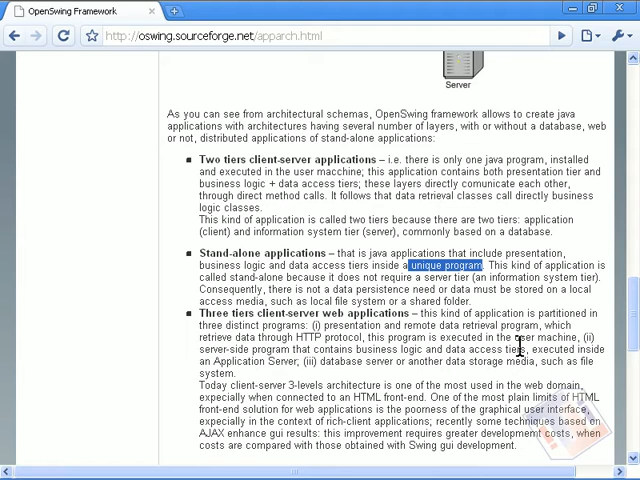 OpenSwing Framework
http://oswing.sourceforge.net/apparch.html
Server
As you can see from architectural schemas, OpenSwing framework allows to create java
applications with architectures having several number of layers, with or without a database, web
or not, distributed applications of stand-alone applications:
Two tiers client-server applications – i.e. there is only one java program, installed
and executed in the user macchine; this application contains both presentation tier and
business logic + data access tiers; these layers directly comunicate each other,
through direct method calls. It follows that data retrieval classes call directly business
logic classes.
This kind of application is called two tiers because there are two tiers: application
(client) and information system tier (server), commonly based on a database.
Stand-alone applications – that is java applications that include presentation,
business logic and data access tiers inside a unique program. This kind of application is
called stand-alone because it does not require a server tier (an information system tier).
Consequently, there is not a data persistence need or data must be stored on a local
access media, such as local file system or a shared folder.
Three tiers client-server web applications – this kind of application is partitioned in
three distinct programs: (i) presentation and remote data retrieval program, which
retrieve data through HTTP protocol, this program is executed in the user machine, (ii)
server-side program that contains business logic and data access tiers, executed inside
an Application Server; (iii) database server or another data storage media, such as file
system.
Today client-server 3-levels architecture is one of the most used in the web domain,
expecially when connected to an HTML front-end. One of the most plain limits of HTML
front-end solution for web applications is the poorness of the graphical user interface,
expecially in the context of rich-client applications; recently some techniques based on
AJAX enhance gui results: this improvement requires greater development costs, when
costs are compared with those obtained with Swing gui development.